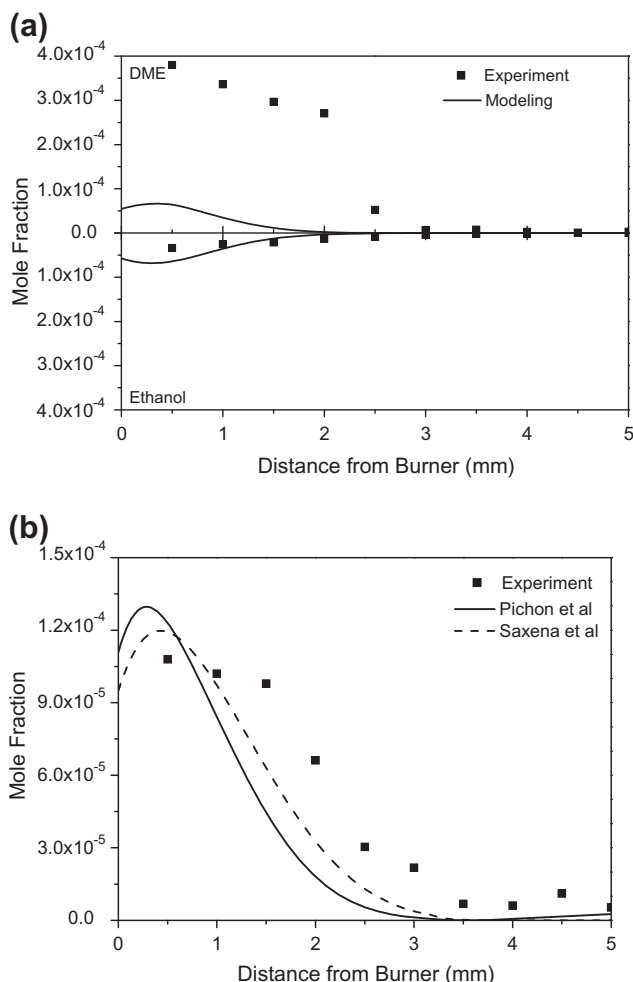 (a)
4.0x10-4
DME
Experiment
3.0x10-4
Modeling
2.0x10-4
1.0x10-4
0.0
1.0x10-4
2.0x10-4
3.0x10-4
Ethanol
4.0x10-4
Mole Fraction
0 1 2 3 4 5
Distance from Burner (mm)
(b)
1.5x10-4
Experiment
Pichon et al
Saxena et al
1.2x10-4
9.0x10-5
6.0x10-5
3.0x10-5
0.0
Mole Fraction
0 1 2 3 4 5
Distance from Burner (mm)